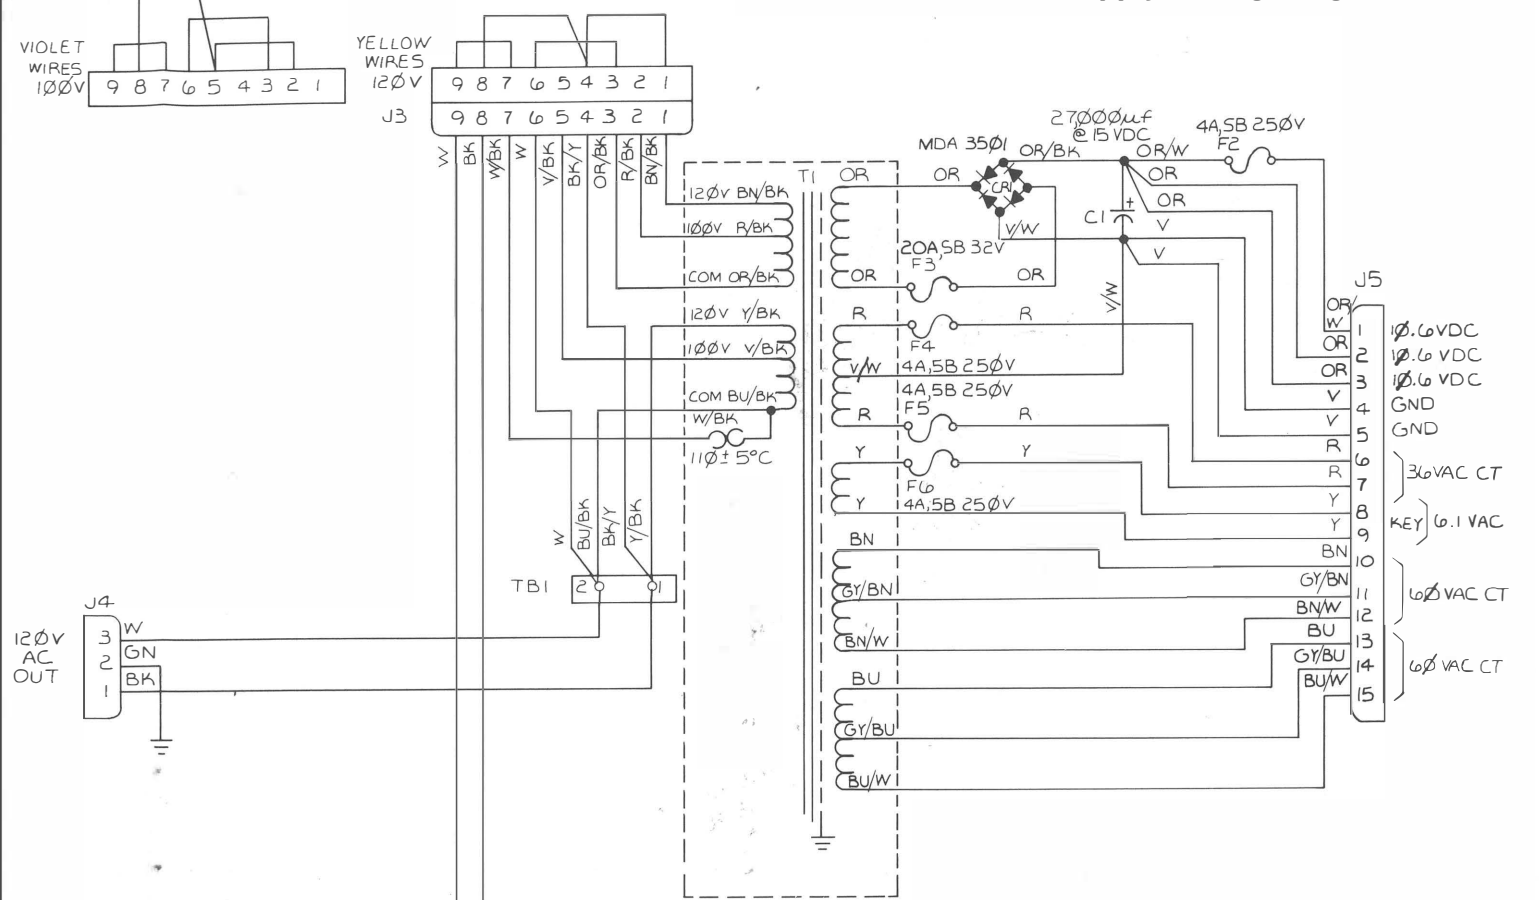 VIOLET
WIRES
100V
9 8 7 6 5 4 3 2 1
YELLOW
WIRES
120V
9 8 7 6 5 4 3 2 1
J3
9 8 7 6 5 4 3 2 1
W
BK
W/BK
W
V/BK
BK/Y
OR/BK
R/BK
BN/BK
T1
120V BN/BK
100V R/BK
COM OR/BK
120V Y/BK
100V V/BK
COM BU/BK
W/BK
110±5°C
W
BU/BK
BK/Y
Y/BK
TB1
2 1
J4
120V
AC
OUT
3 W
2 GN
1 BK
OR
OR
MDA 3501
CR1
OR/BK
27,000µf
@ 15 VDC
OR/W
4A,SB 250V
F2
OR
OR
C1
+
V
V
V/W
V/W
20A,SB 32V
F3
OR
OR
R
F4
R
V/W
4A,SB 250V
4A,SB 250V
F5
R
R
Y
F6
Y
Y
4A,SB 250V
BN
GY/BN
BN/W
BU
GY/BU
BU/W
J5
OR/
W 1 10.6VDC
OR 2 10.6 VDC
OR 3 10.6 VDC
V 4 GND
V 5 GND
R 6
R 7
36VAC CT
Y 8
Y 9
KEY 6.1 VAC
BN 10
GY/BN 11
BN/W 12
60 VAC CT
BU 13
GY/BU 14
BU/W 15
60 VAC CT